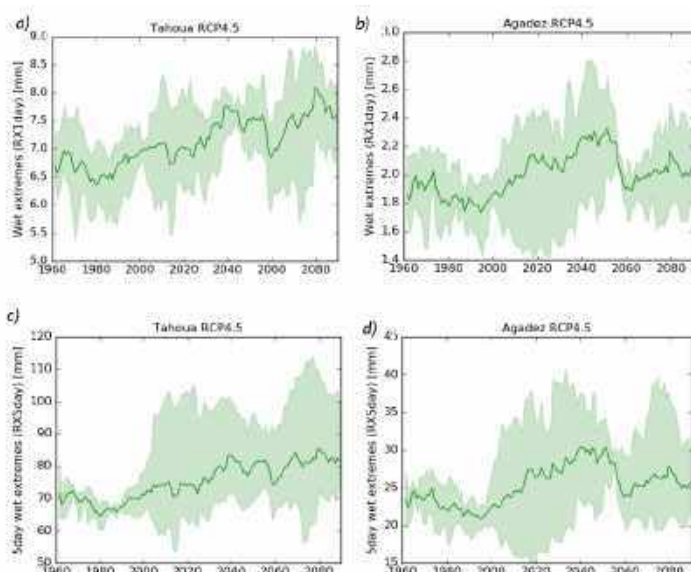 a)
Tahoua RCP4.5
Wet extremes (RX1day) [mm]
9.0
8.5
8.0
7.5
7.0
6.5
6.0
5.5
5.0
1960 1980 2000 2020 2040 2060 2080
b)
Agadez RCP4.5
Wet extremes (RX1day) [mm]
3.0
2.8
2.6
2.4
2.2
2.0
1.8
1.6
1.4
1960 1980 2000 2020 2040 2060 2080
c)
Tahoua RCP4.5
5day wet extremes (RX5day) [mm]
120
110
100
90
80
70
60
50
1960 1980 2000 2020 2040 2060 2080
d)
Agadez RCP4.5
5day wet extremes (RX5day) [mm]
45
40
35
30
25
20
15
1960 1980 2000 2020 2040 2060 2080